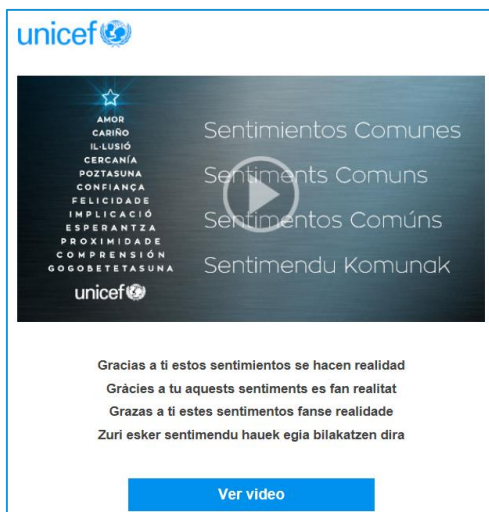 unicef
AMOR
CARIÑO
IL·LUSIÓ
CERCANÍA
POZTASUNA
CONFIANÇA
FELICIDADE
IMPLICACIÓ
ESPERANTZA
PROXIMIDADE
COMPRENSIÓN
GOGOBETETASUNA
unicef
Sentimientos Comunes
Sentiments Comuns
Sentimentos Comúns
Sentimendu Komunak
Gracias a ti estos sentimientos se hacen realidad
Gràcies a tu aquests sentiments es fan realitat
Grazas a ti estes sentimentos fanse realidade
Zuri esker sentimendu hauek egia bilakatzen dira
Ver video